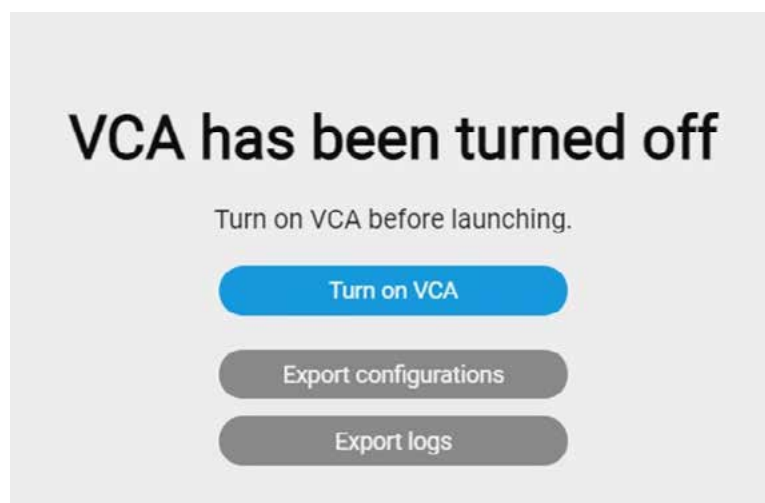 VCA has been turned off
Turn on VCA before launching.
Turn on VCA
Export configurations
Export logs